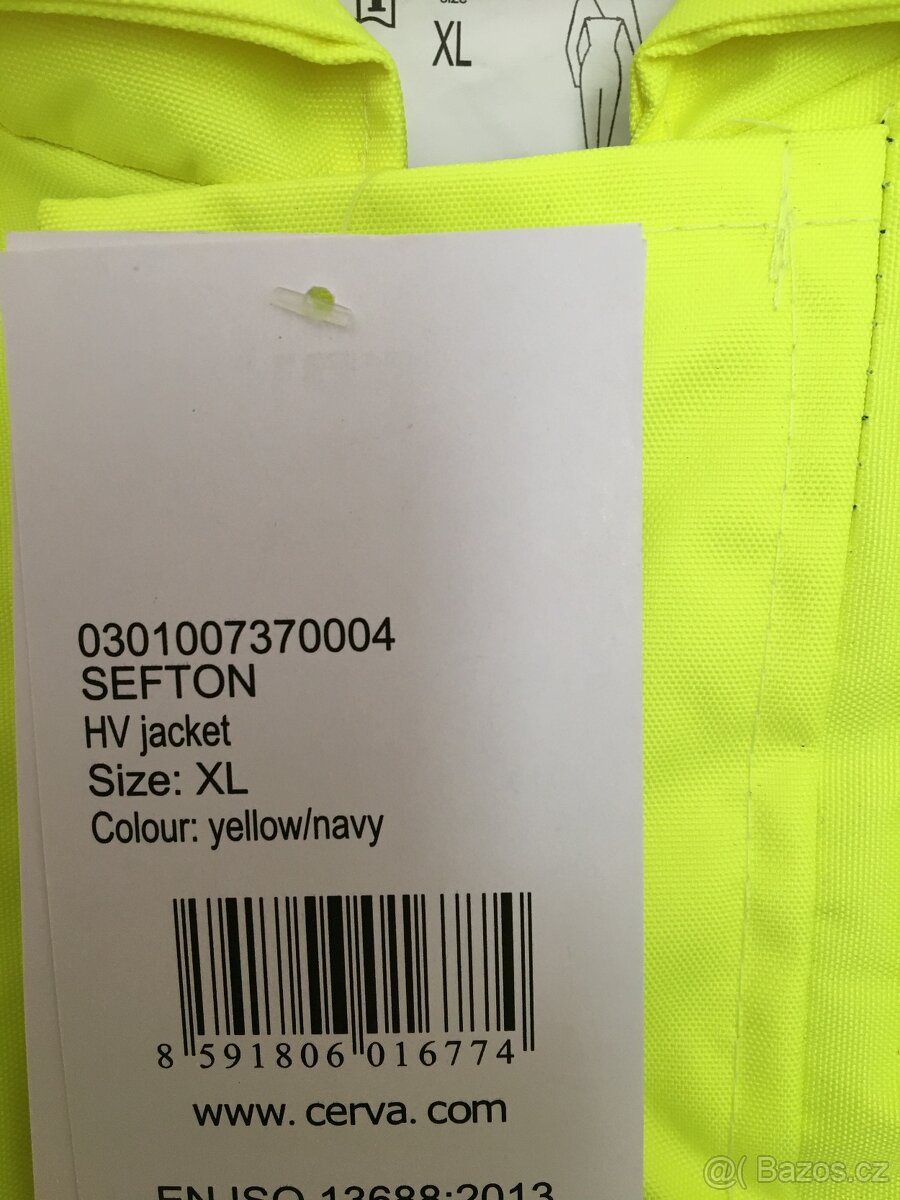 size
XL
0301007370004
SEFTON
HV jacket
Size: XL
Colour: yellow/navy
8 591806 016774
www.cerva.com
EN ISO 13688:2013
@( Bazos.cz